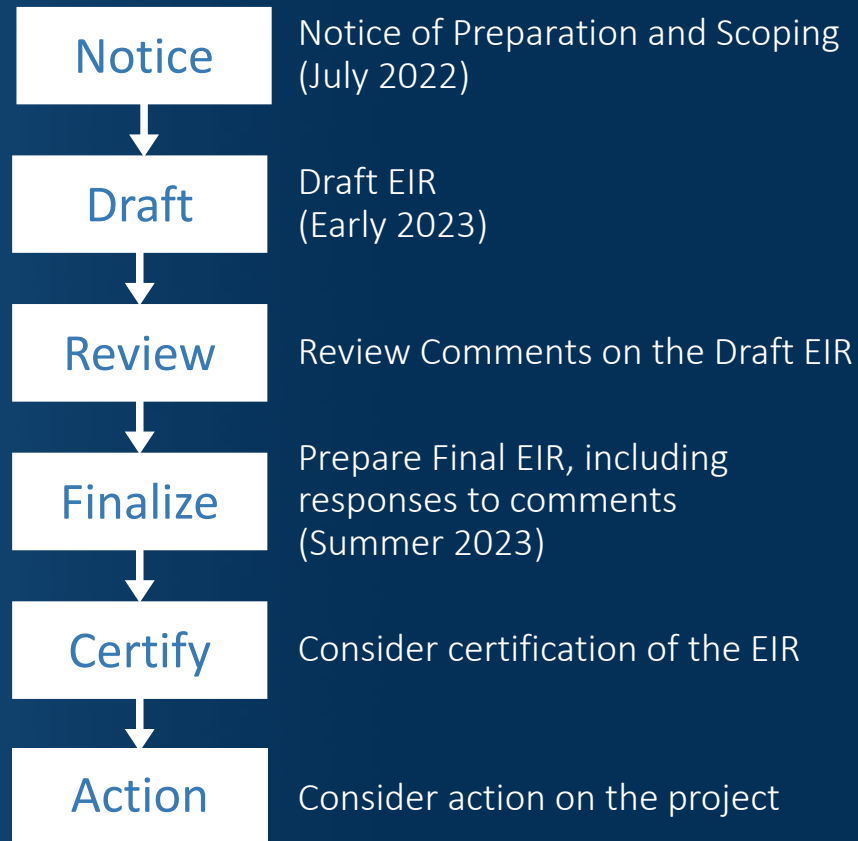 Notice
Notice of Preparation and Scoping
(July 2022)
Draft
Draft EIR
(Early 2023)
Review
Review Comments on the Draft EIR
Finalize
Prepare Final EIR, including
responses to comments
(Summer 2023)
Certify
Consider certification of the EIR
Action
Consider action on the project